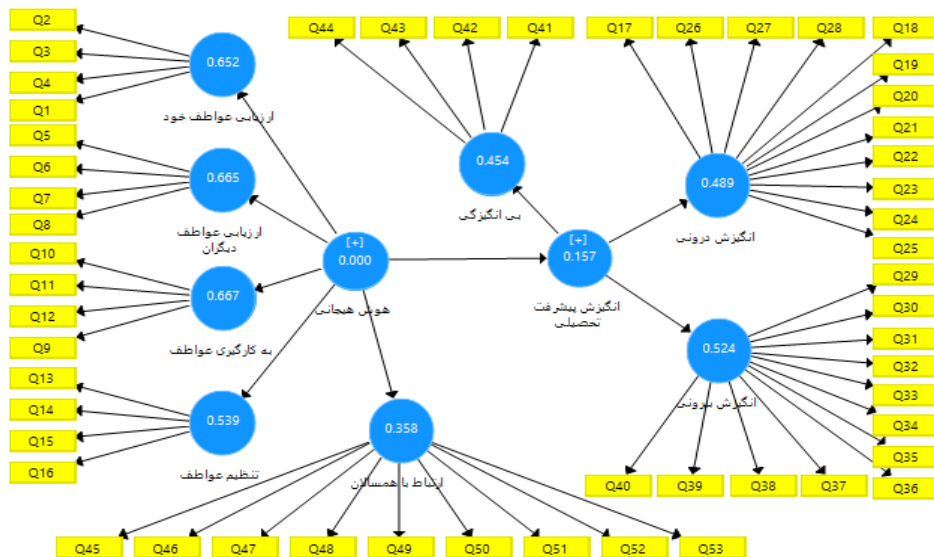 Q2
Q3
Q4
Q1
0.652
ارزیابی عواطف خود
Q5
Q6
Q7
Q8
0.665
ارزیابی عواطف
دیگران
Q10
Q11
Q12
Q9
0.667
به کارگیری عواطف
Q13
Q14
Q15
Q16
0.539
تنظیم عواطف
[+]
0.000
هوش هیجانی
Q44
Q43
Q42
Q41
0.454
بی انگیزگی
[+]
0.157
انگیزش پیشرفت
تحصیلی
Q17
Q26
Q27
Q28
Q18
Q19
Q20
Q21
Q22
Q23
Q24
Q25
0.489
انگیزش درونی
Q29
Q30
Q31
Q32
Q33
Q34
Q35
Q36
0.524
انگیزش بیرونی
Q40
Q39
Q38
Q37
0.358
ارتباط با همسالان
Q45
Q46
Q47
Q48
Q49
Q50
Q51
Q52
Q53